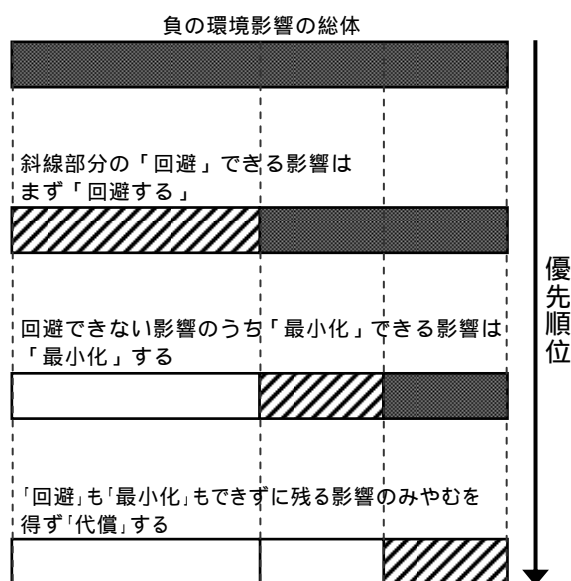 負の環境影響の総体
斜線部分の「回避」できる影響は
まず「回避する」
回避できない影響のうち「最小化」できる影響は
「最小化」する
「回避」も「最小化」もできずに残る影響のみやむを
得ず「代償」する
優先順位